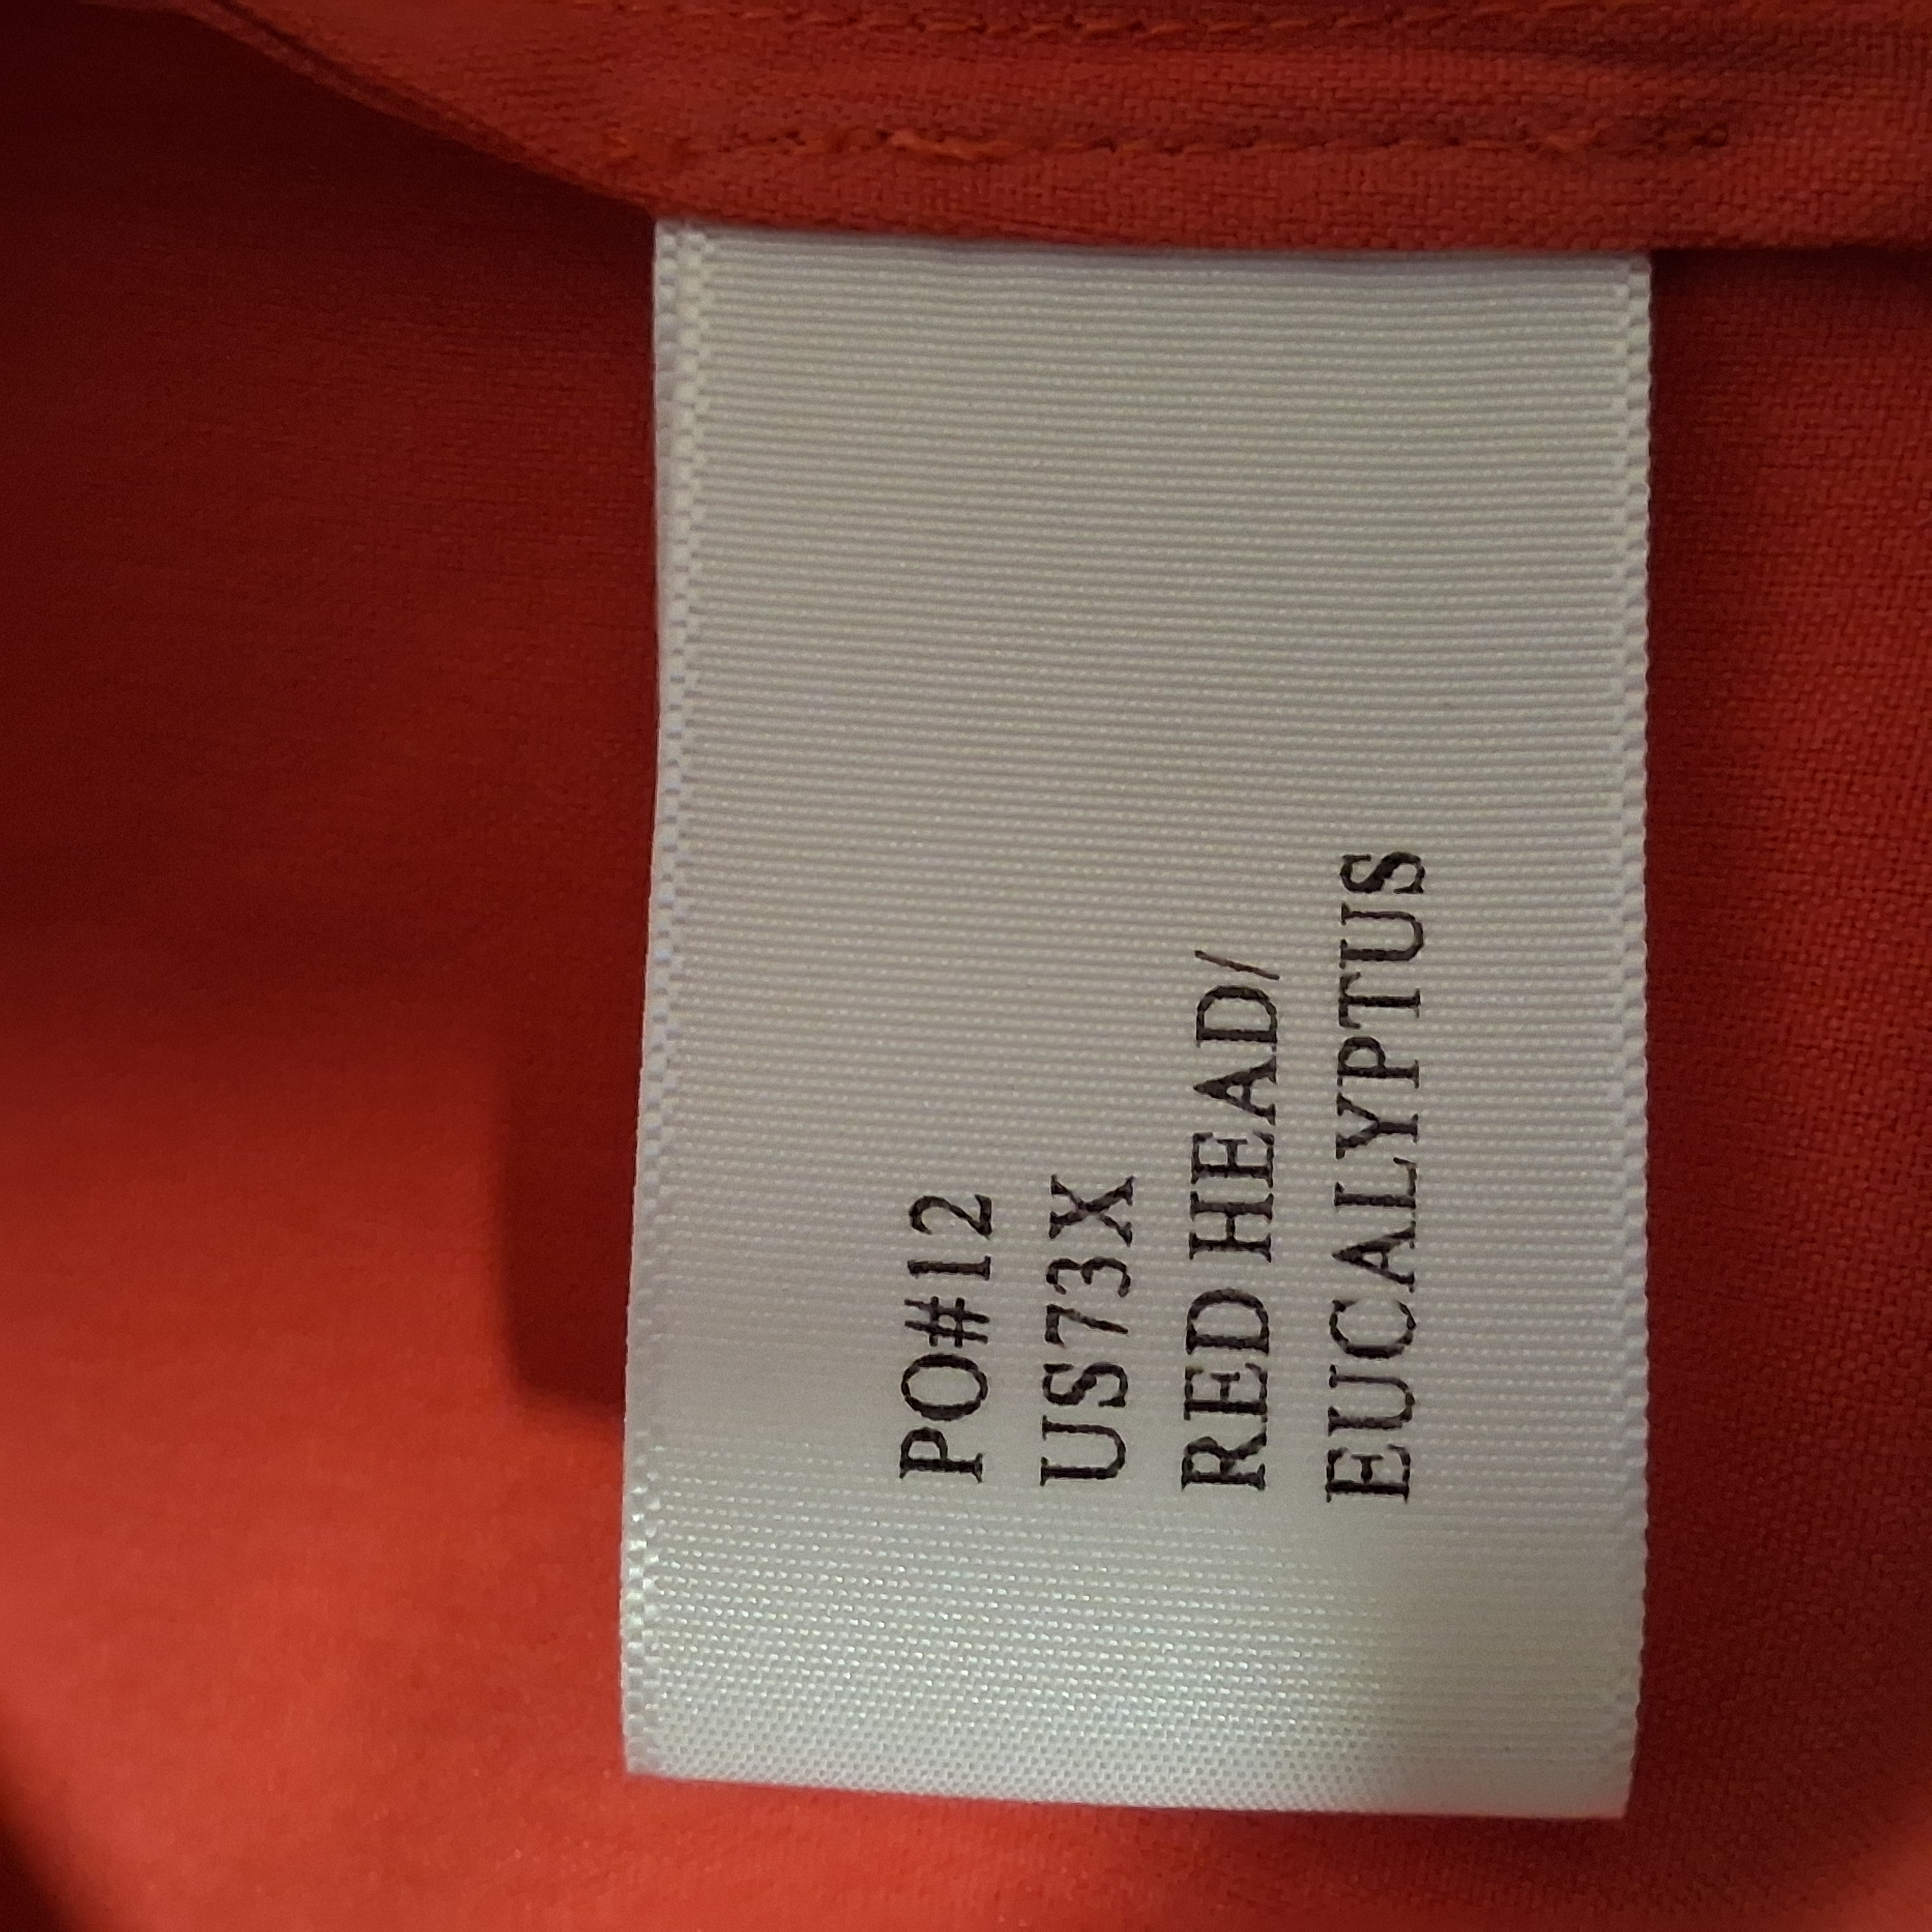 PO#12
US73X
RED HEAD/
EUCALYPTUS